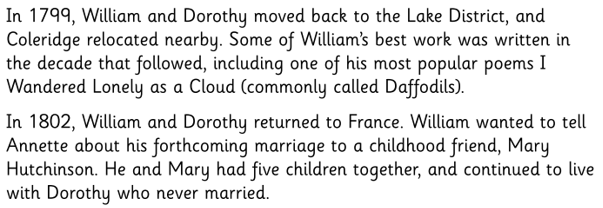 In 1799, William and Dorothy moved back to the Lake District, and
Coleridge relocated nearby. Some of William's best work was written in
the decade that followed, including one of his most popular poems I
Wandered Lonely as a Cloud (commonly called Daffodils).
In 1802, William and Dorothy returned to France. William wanted to tell
Annette about his forthcoming marriage to a childhood friend, Mary
Hutchinson. He and Mary had five children together, and continued to live
with Dorothy who never married.